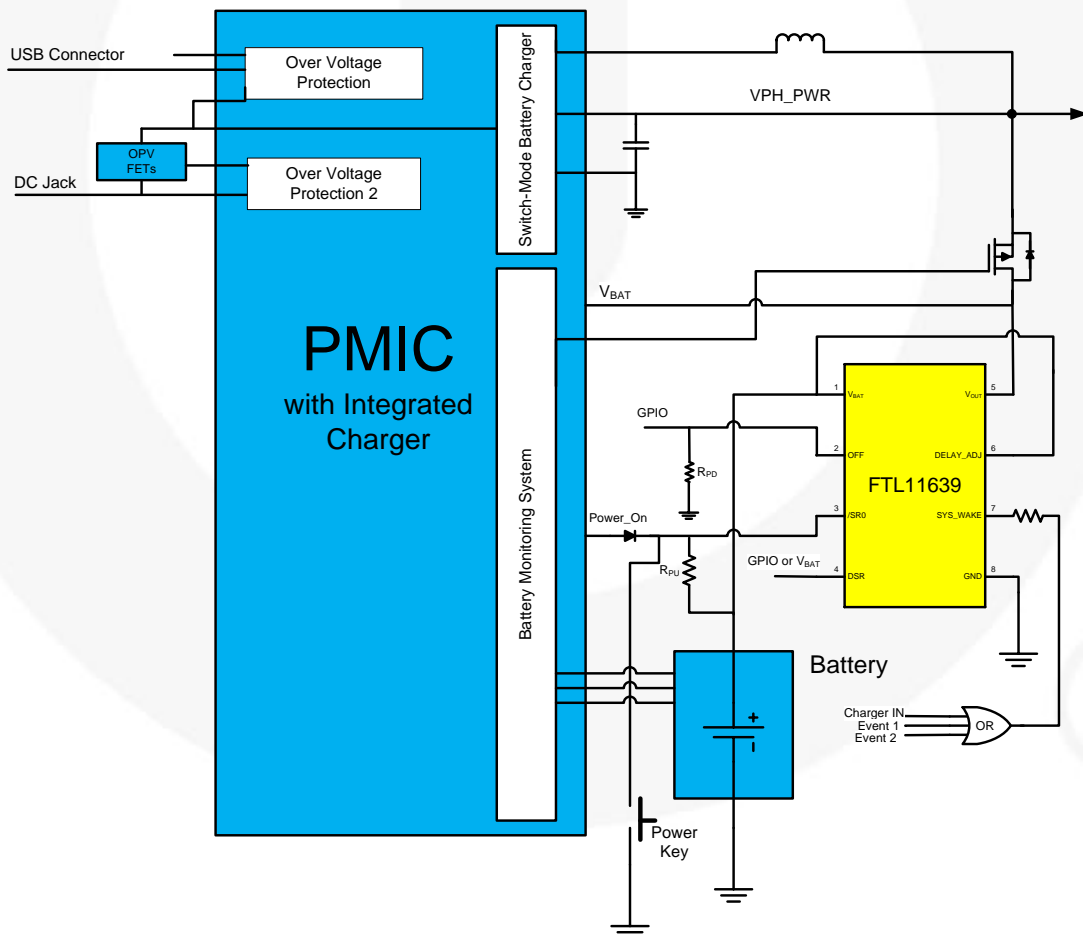 USB Connector
Over Voltage
Protection
OPV
FETs
DC Jack
Over Voltage
Protection 2
Switch-Mode Battery Charger
VPH_PWR
PMIC
with Integrated
Charger
Battery Monitoring System
VBAT
GPIO
RPD
Power_On
RPU
GPIO or VBAT
1
VBAT
VOUT
5
2
OFF
DELAY_ADJ
6
FTL11639
3
/SR0
SYS_WAKE
7
4
DSR
GND
8
Battery
+
-
Charger IN
Event 1
Event 2
OR
Power
Key